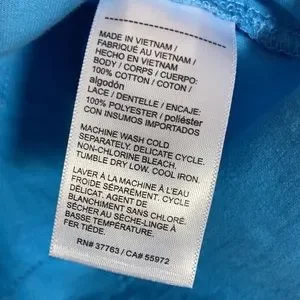 MADE IN VIETNAM /
FABRIQUÉ AU VIETNAM /
HECHO EN VIETNAM
BODY / CORPS / CUERPO:
100% COTTON / COTON /
algodón
LACE / DENTELLE / ENCAJE:
100% POLYESTER / poliéster
CON INSUMOS IMPORTADOS
MACHINE WASH COLD
SEPARATELY. DELICATE CYCLE.
NON-CHLORINE BLEACH.
TUMBLE DRY LOW. COOL IRON.
LAVER À LA MACHINE À L'EAU
FROIDE SÉPARÉMENT. CYCLE
DÉLICAT. AGENT DE
BLANCHIMENT SANS CHLORE.
SÉCHER AU SÈCHE-LINGE À
BASSE TEMPÉRATURE.
FER TIÈDE.
RN# 37763 / CA# 55972